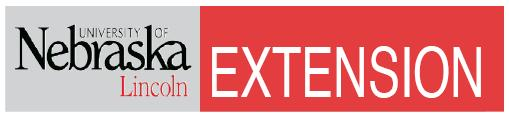 UNIVERSITY OF
Nebraska
Lincoln
EXTENSION